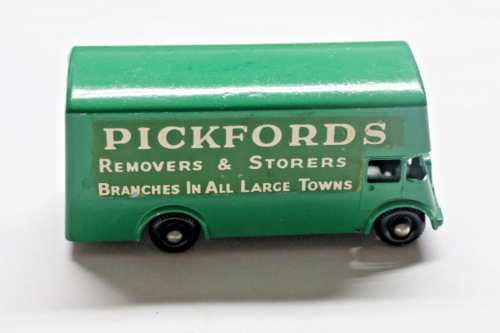 PICKFORDS
REMOVERS & STORERS
BRANCHES IN ALL LARGE TOWNS